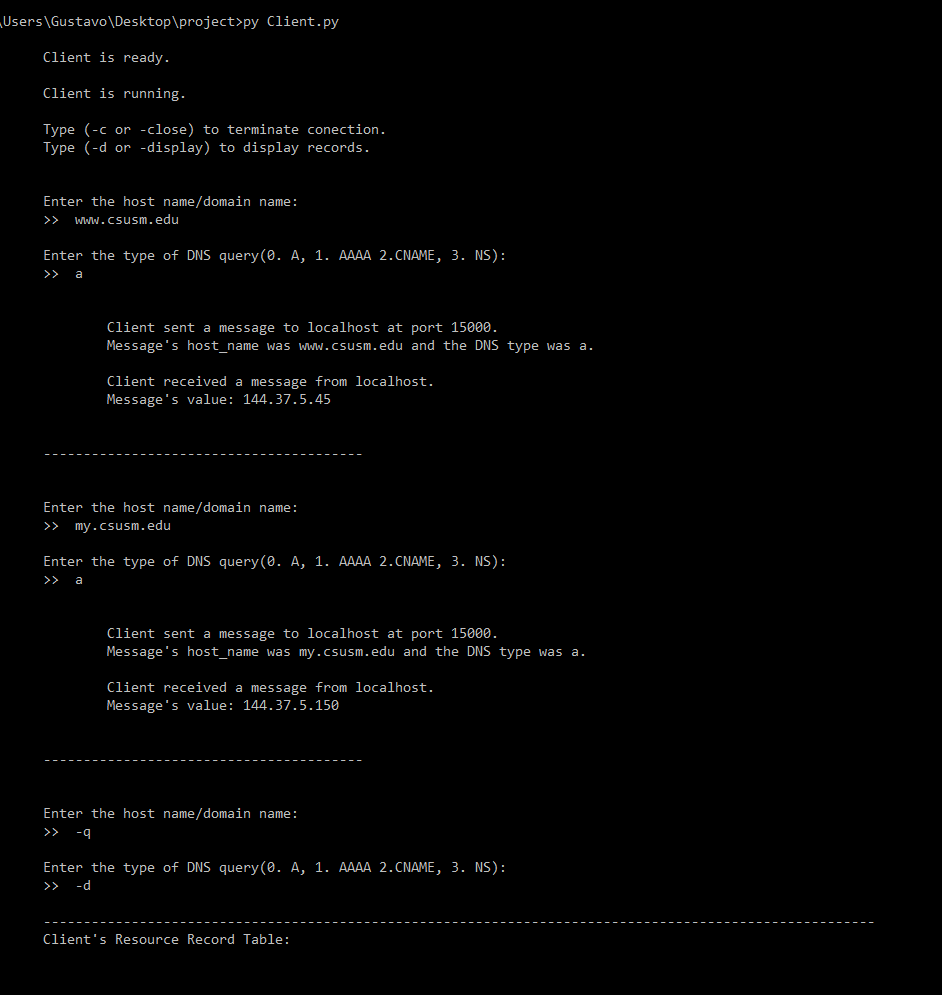 \Users\Gustavo\Desktop\project>py Client.py
Client is ready.
Client is running.
Type (-c or -close) to terminate conection.
Type (-d or -display) to display records.
Enter the host name/domain name:
>>  www.csusm.edu
Enter the type of DNS query(0. A, 1. AAAA 2.CNAME, 3. NS):
>>  a
Client sent a message to localhost at port 15000.
Message's host_name was www.csusm.edu and the DNS type was a.
Client received a message from localhost.
Message's value: 144.37.5.45
----------------------------------------
Enter the host name/domain name:
>>  my.csusm.edu
Enter the type of DNS query(0. A, 1. AAAA 2.CNAME, 3. NS):
>>  a
Client sent a message to localhost at port 15000.
Message's host_name was my.csusm.edu and the DNS type was a.
Client received a message from localhost.
Message's value: 144.37.5.150
----------------------------------------
Enter the host name/domain name:
>>  -q
Enter the type of DNS query(0. A, 1. AAAA 2.CNAME, 3. NS):
>>  -d
--------------------------------------------------------------------------------------------------------
Client's Resource Record Table: